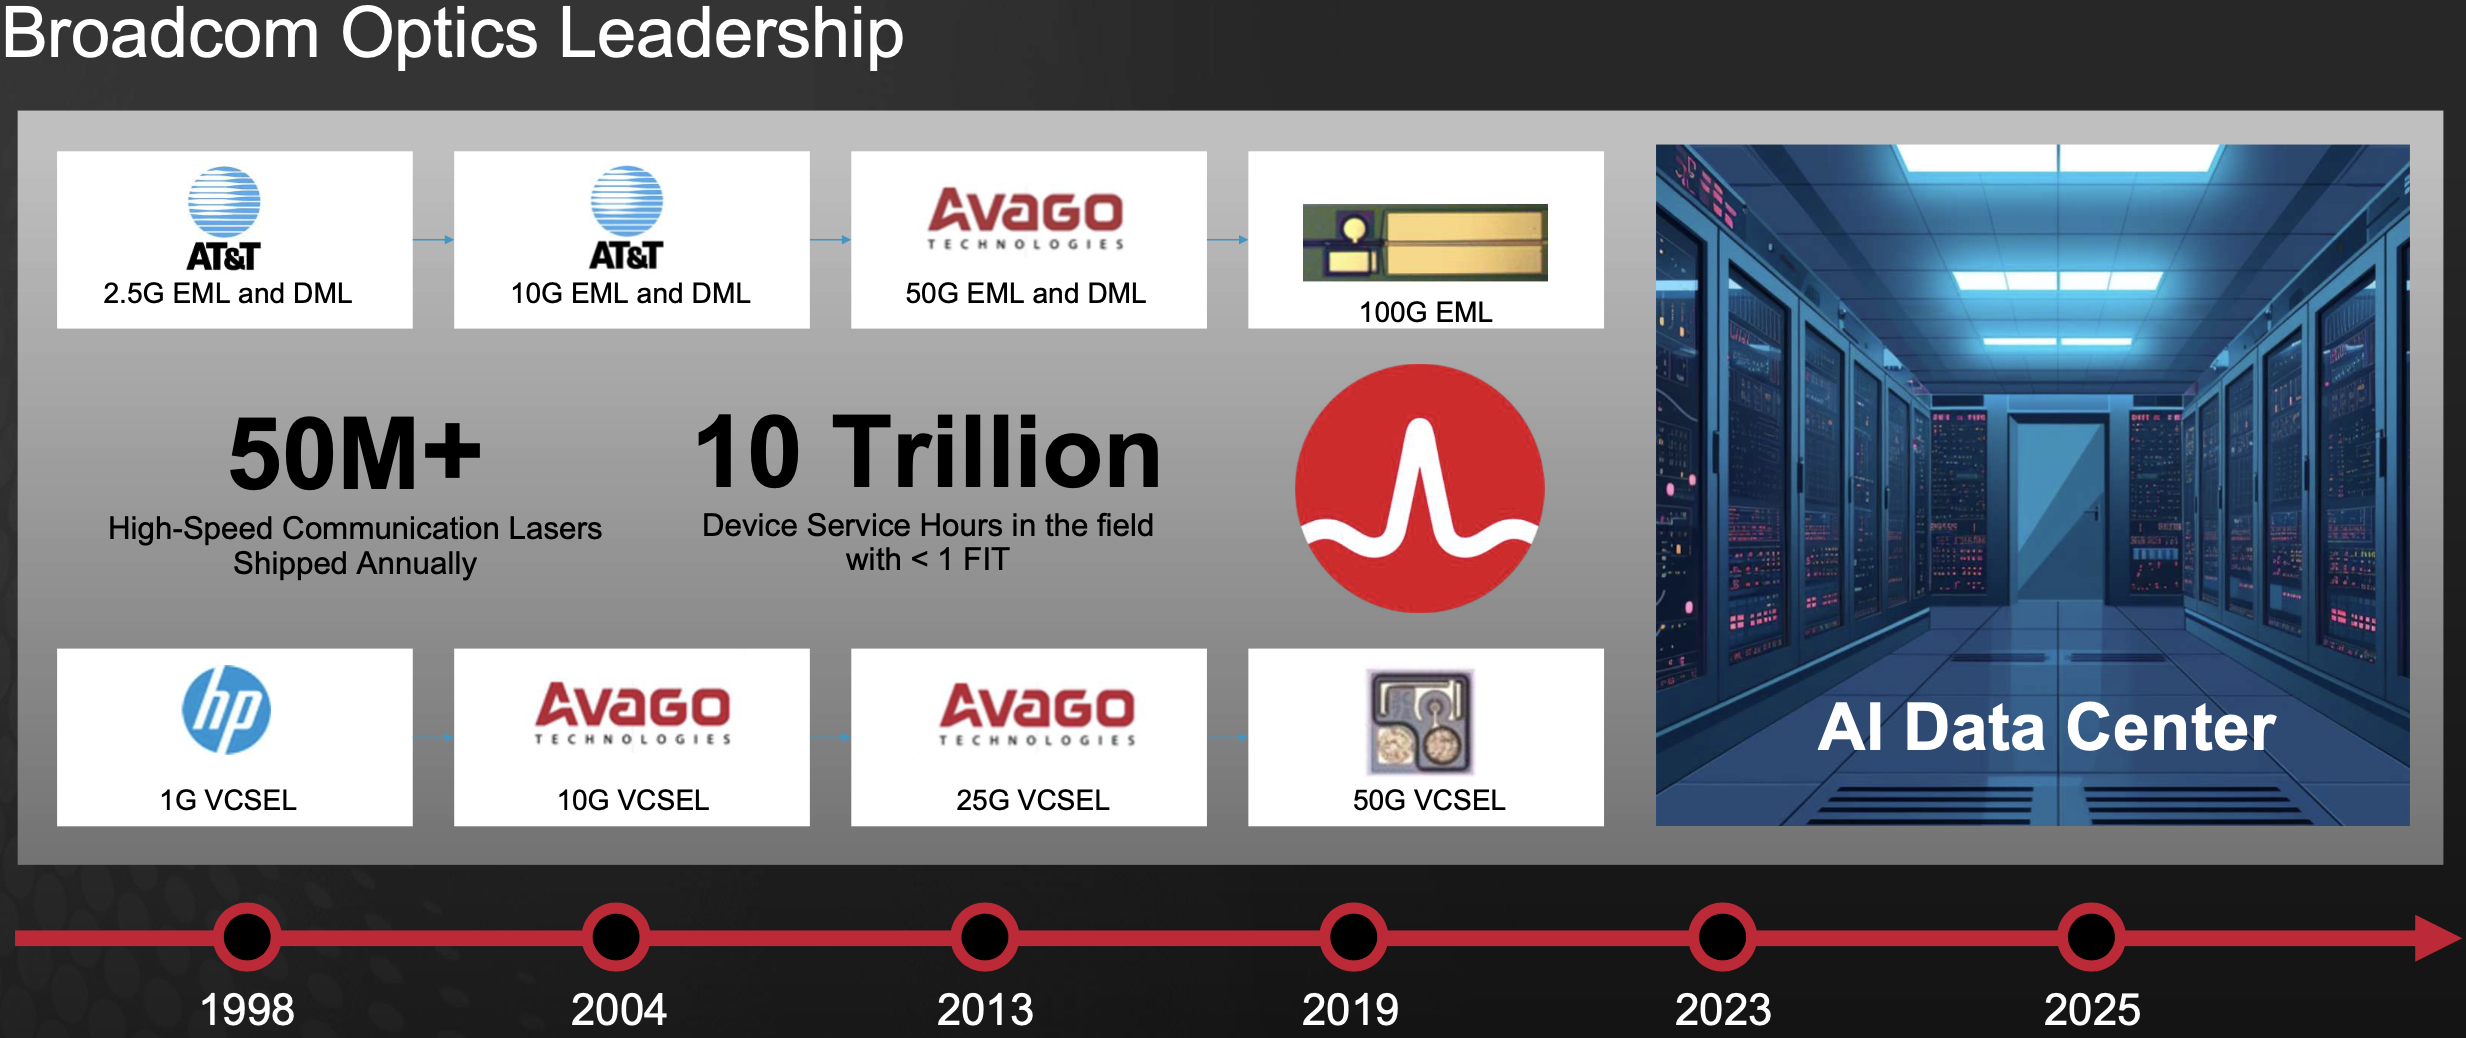 Broadcom Optics Leadership
AT&T
2.5G EML and DML
AT&T
10G EML and DML
AVAGO
TECHNOLOGIES
50G EML and DML
100G EML
50M+
High-Speed Communication Lasers
Shipped Annually
10 Trillion
Device Service Hours in the field
with < 1 FIT
hp
1G VCSEL
AVAGO
TECHNOLOGIES
10G VCSEL
AVAGO
TECHNOLOGIES
25G VCSEL
50G VCSEL
AI Data Center
1998
2004
2013
2019
2023
2025